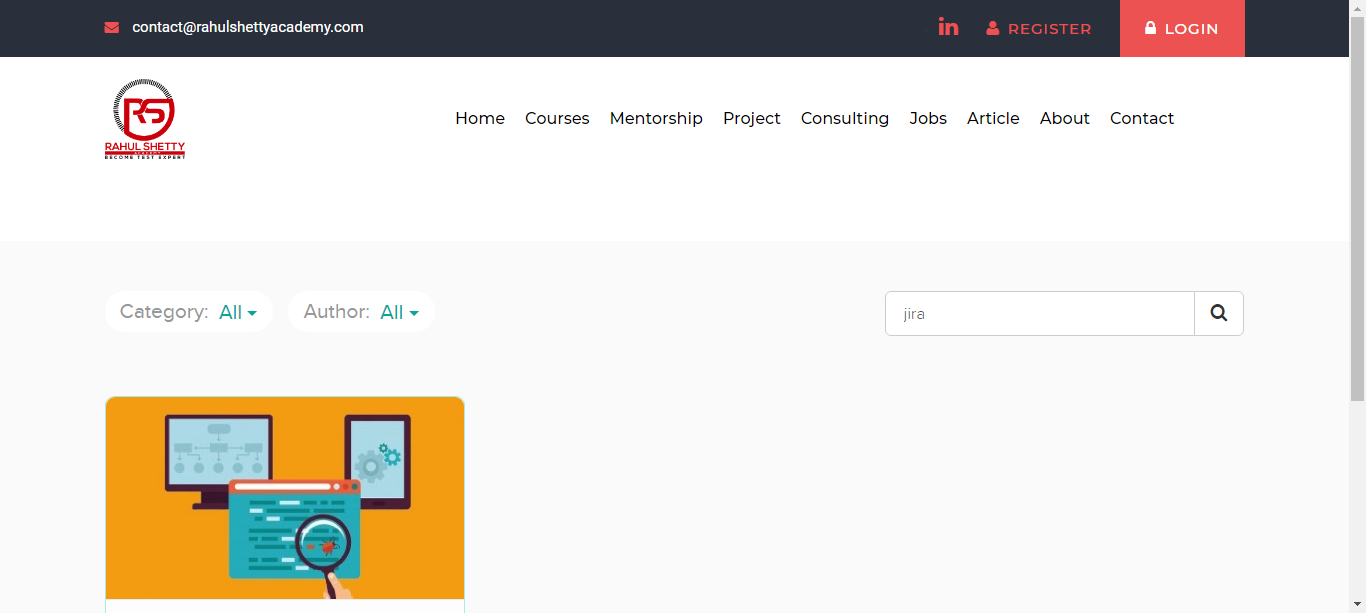 contact@rahulshettyacademy.com
REGISTER
LOGIN
RS
RAHUL SHETTY
ACADEMY
BECOME TEST EXPERT
Home Courses Mentorship Project Consulting Jobs Article About Contact
Category: All Author: All
jira